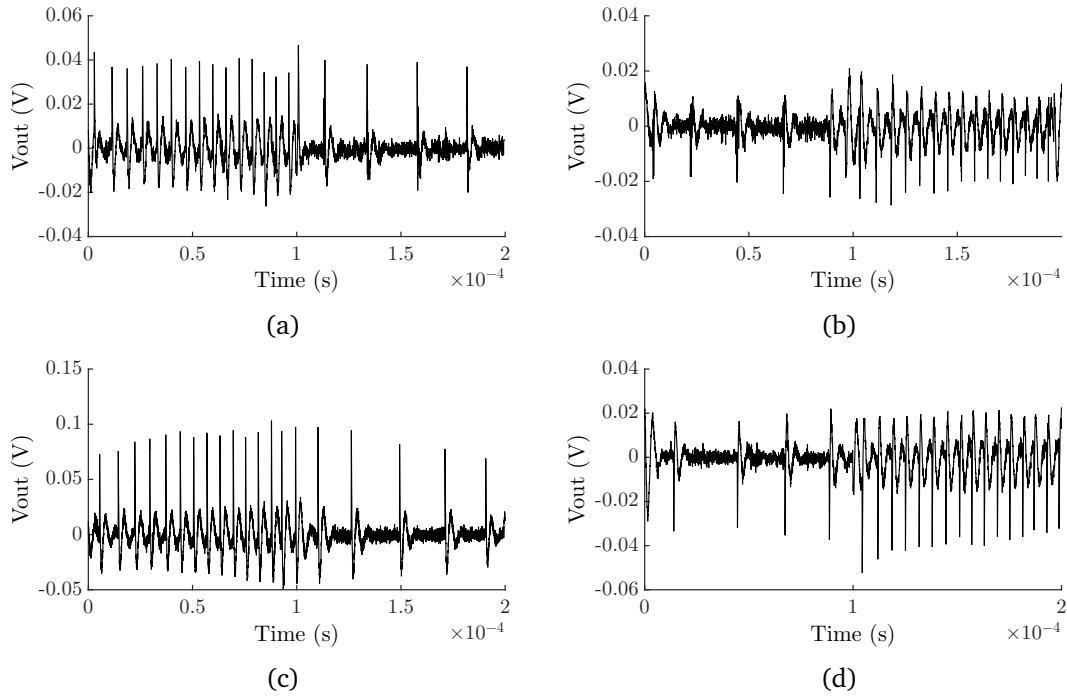 0.06
0.04
0.02
0
-0.02
-0.04
Vout (V)
0 0.5 1 1.5 2
Time (s)
×10⁻⁴
(a)
0.04
0.02
0
-0.02
-0.04
Vout (V)
0 0.5 1 1.5
Time (s)
×10⁻⁴
(b)
0.15
0.1
0.05
0
-0.05
Vout (V)
0 0.5 1 1.5 2
Time (s)
×10⁻⁴
(c)
0.04
0.02
0
-0.02
-0.04
-0.06
Vout (V)
0 1 2
Time (s)
×10⁻⁴
(d)